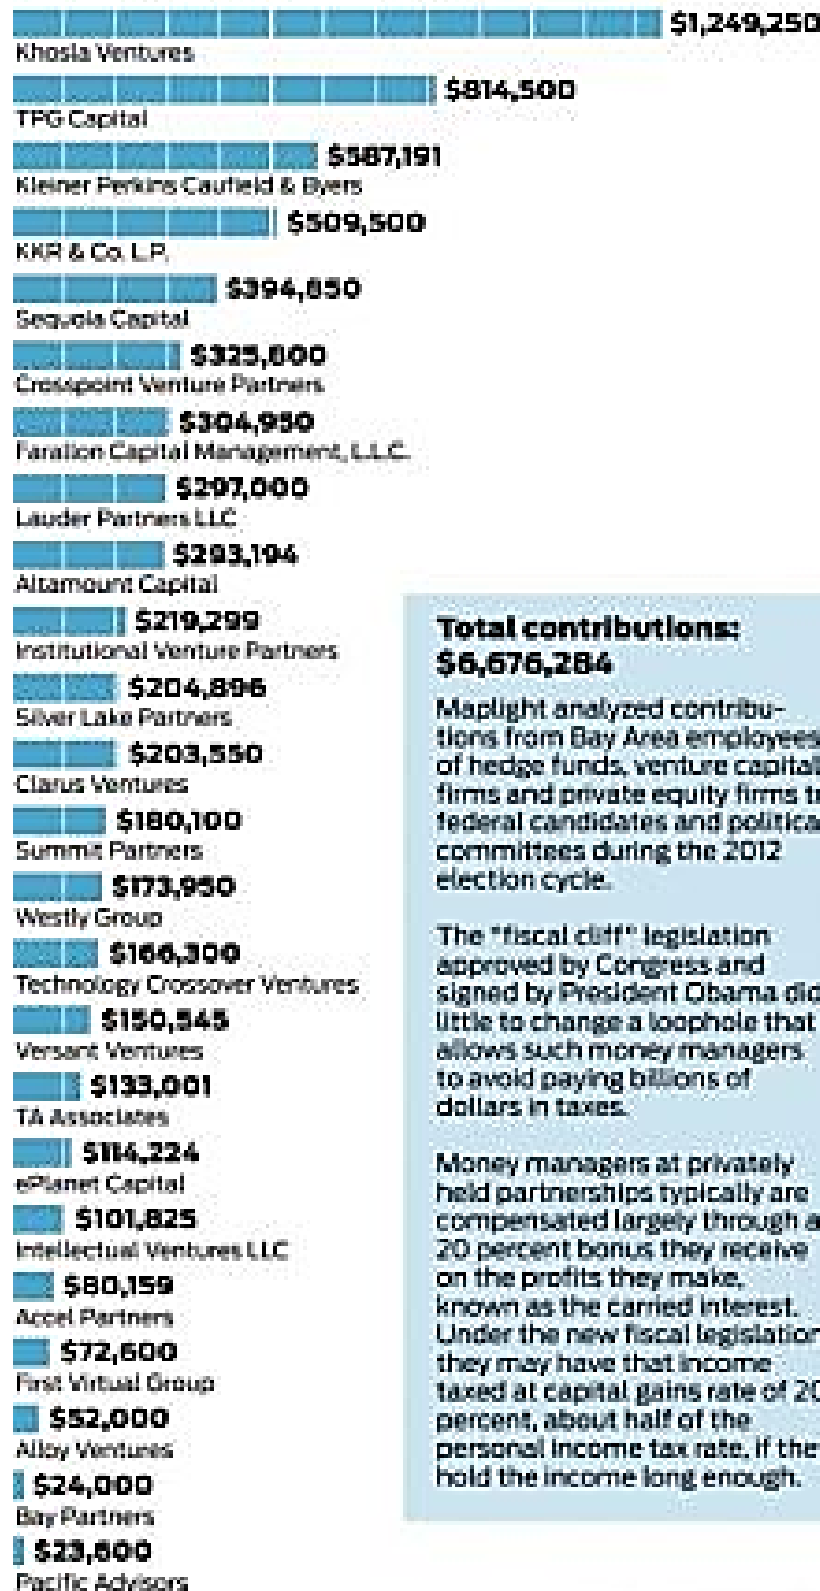 $1,249,250
Khosla Ventures
$814,500
TPG Capital
$587,191
Kleiner Perkins Caufield & Byers
$509,500
KKR & Co. L.P.
$394,850
Sequoia Capital
$325,800
Crosspoint Venture Partners
$304,950
Farallon Capital Management, L.L.C.
$297,000
Lauder Partners LLC
$293,194
Altamount Capital
$219,299
Institutional Venture Partners
$204,896
Silver Lake Partners
$203,550
Clarus Ventures
$180,100
Summit Partners
$173,950
Westly Group
$166,300
Technology Crossover Ventures
$150,545
Versant Ventures
$133,001
TA Associates
$114,224
ePlanet Capital
$101,825
Intellectual Ventures LLC
$80,159
Accel Partners
$72,600
First Virtual Group
$52,000
Alloy Ventures
$24,000
Bay Partners
$23,600
Pacific Advisors
Total contributions:
$6,676,284
Maplight analyzed contribu-
tions from Bay Area employees
of hedge funds, venture capital
firms and private equity firms t
federal candidates and politica
committees during the 2012
election cycle.
The "fiscal cliff" legislation
approved by Congress and
signed by President Obama did
little to change a loophole that
allows such money managers
to avoid paying billions of
dollars in taxes.
Money managers at privately
held partnerships typically are
compensated largely through a
20 percent bonus they receive
on the profits they make,
known as the carried interest.
Under the new fiscal legislation
they may have that income
taxed at capital gains rate of 20
percent, about half of the
personal income tax rate, if the
hold the income long enough.